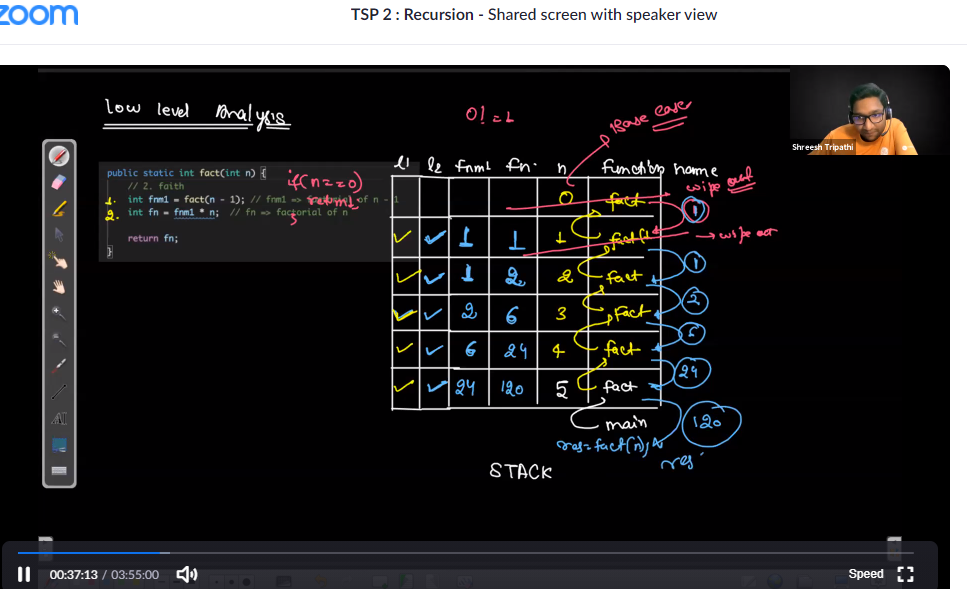 zoom
TSP 2 : Recursion - Shared screen with speaker view
Low level Analysis
0! = 1
Base case
Shreesh Tripathi
l1 l2 fnm1 fn n function name
public static int fact(int n) {
// 2. faith
if(n==0)
1. int fnm1 = fact(n - 1); // fnm1 => factorial of n - 1
2. int fn = fnm1 * n; // fn => factorial of n
}
return fn;
}
0 fact wipe out
1
1 1 1 fact → wipe out
1 2 2 fact 1
2 6 3 fact 2
6 24 4 fact 6
24 120 5 fact 24
main 120
res = fact(n);
res
STACK
00:37:13 / 03:55:00
Speed